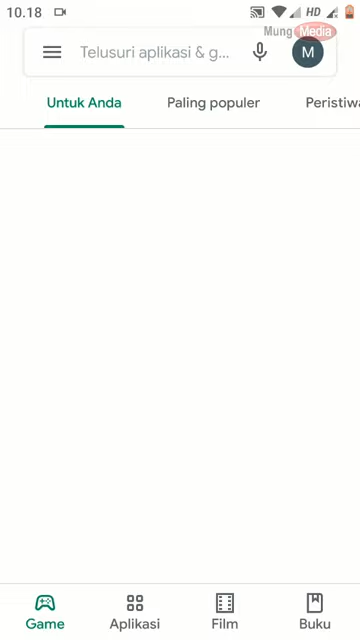 10.18 HD
Mung Media
Telusuri aplikasi & g... M
Untuk Anda Paling populer Peristiwa
Game Aplikasi Film Buku